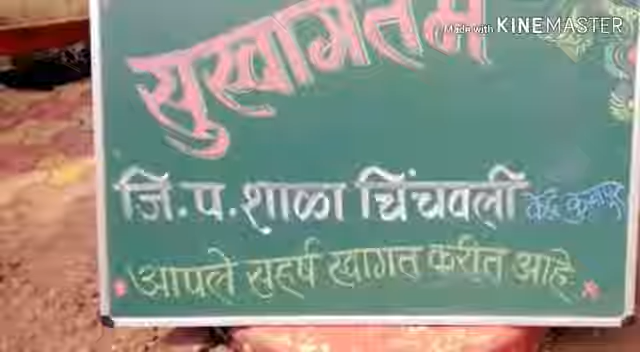 Made with KINEMASTER
सुस्वागतम
जि.प.शाळा चिंचवली केंद्र
आपले सहर्ष स्वागत करीत आहे